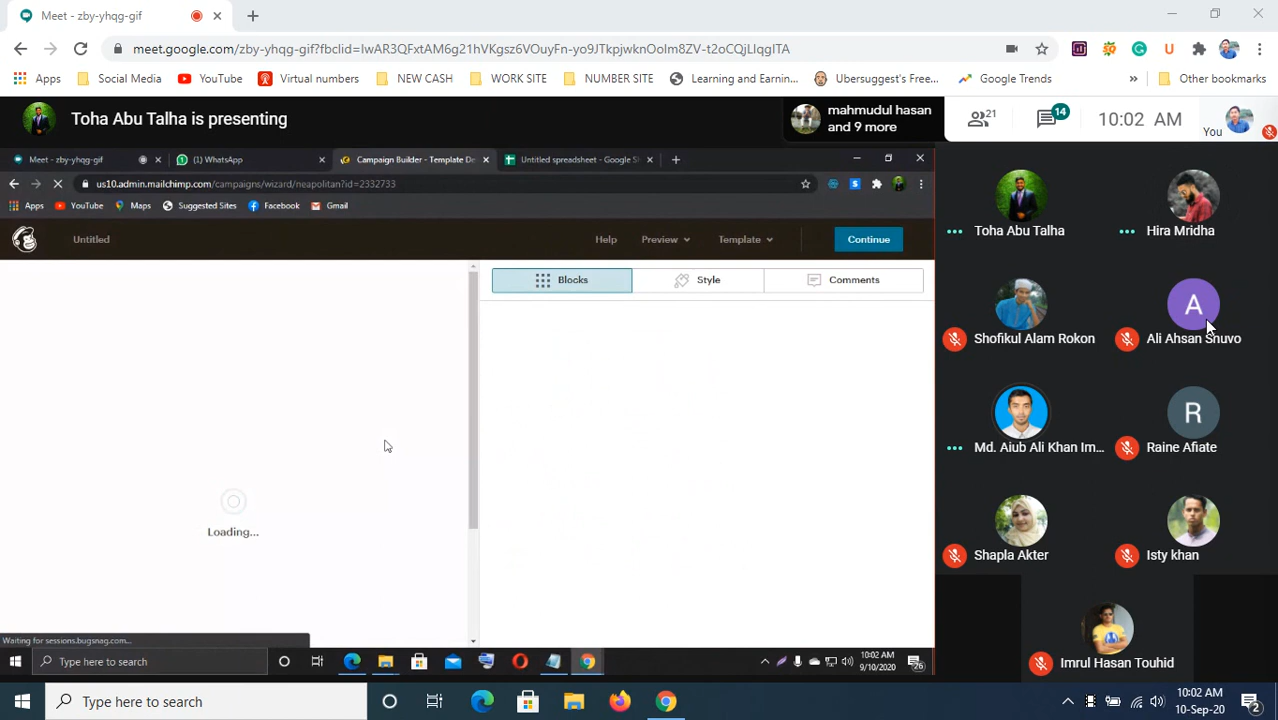 Meet - zby-yhqg-gif
meet.google.com/zby-yhqg-gif?fbclid=IwAR3QFxtAM6g21hVKgsz6VOuyFn-yo9JTkpjwknOolm8ZV-t2oCQjLlqglTA
Apps Social Media YouTube Virtual numbers NEW CASH WORK SITE NUMBER SITE Learning and Earnin... Ubersuggest's Free... Google Trends » Other bookmarks
Toha Abu Talha is presenting
mahmudul hasan
and 9 more
21
14
10:02 AM
You
Meet - zby-yhqg-gif
(1) WhatsApp
Campaign Builder - Template De
Untitled spreadsheet - Google Sh
us10.admin.mailchimp.com/campaigns/wizard/neapolitan?id=2332733
Apps YouTube Maps Suggested Sites Facebook Gmail
Untitled Help Preview Template Continue
Blocks Style Comments
Loading...
Waiting for sessions.bugsnag.com...
Type here to search
10:02 AM
9/10/2020
26
Toha Abu Talha
Hira Mridha
Shofikul Alam Rokon
A
Ali Ahsan Shuvo
Md. Aiub Ali Khan Im...
R
Raine Afiate
Shapla Akter
Isty khan
Imrul Hasan Touhid
Type here to search
10:02 AM
10-Sep-20
2